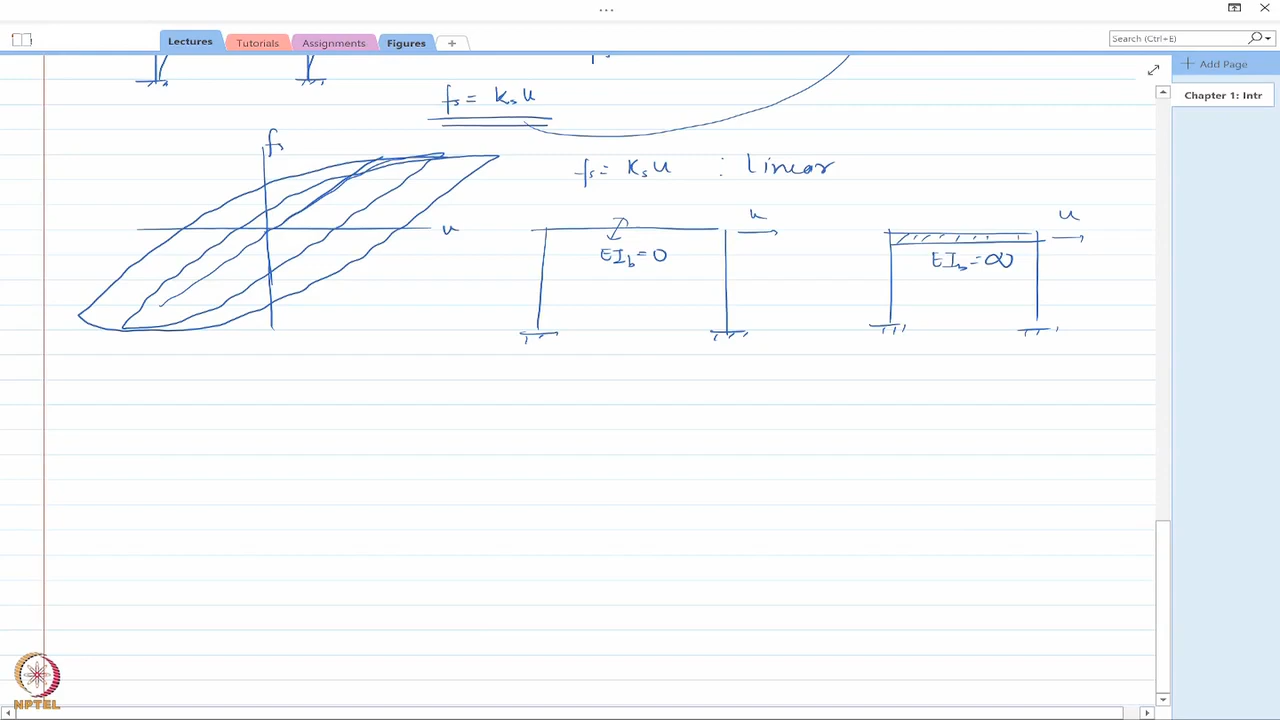 ...
Lectures
Tutorials
Assignments
Figures
+
Search (Ctrl+E)
+ Add Page
Chapter 1: Intr
fs = ks u
fs
u
fs = ks u : linear
u
EIb = 0
u
EIb = ∞
NPTEL